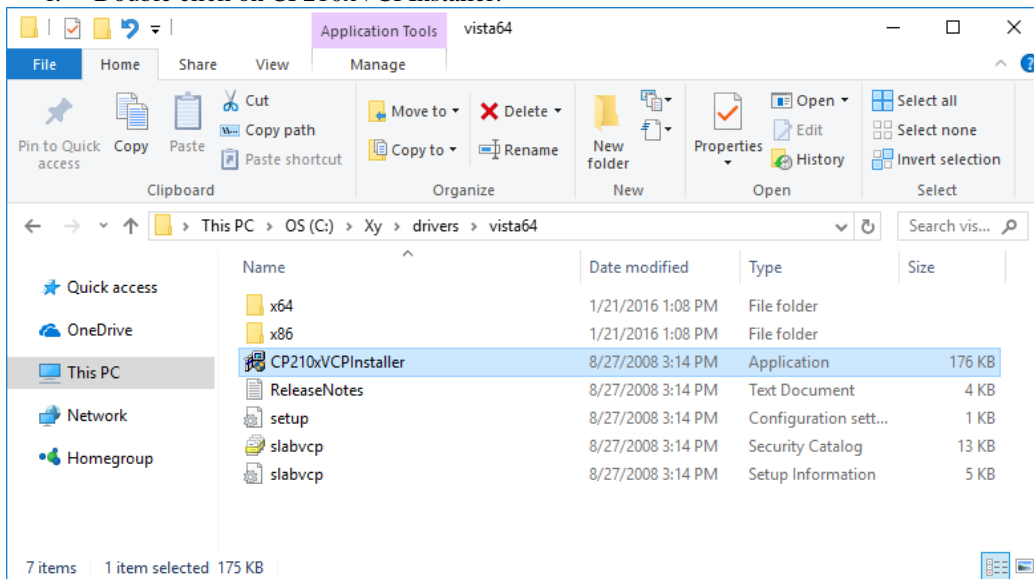 Double-click on CP210xVCPInstaller.
Application Tools vista64
File Home Share View Manage
Pin to Quick access
Copy
Paste
Cut
Copy path
Paste shortcut
Move to
Copy to
Delete
Rename
New folder
Properties
Open
Edit
History
Select all
Select none
Invert selection
Clipboard Organize New Open Select
This PC > OS (C:) > Xy > drivers > vista64
Search vis...
Quick access
OneDrive
This PC
Network
Homegroup
Name Date modified Type Size
x64 1/21/2016 1:08 PM File folder
x86 1/21/2016 1:08 PM File folder
CP210xVCPInstaller 8/27/2008 3:14 PM Application 176 KB
ReleaseNotes 8/27/2008 3:14 PM Text Document 4 KB
setup 8/27/2008 3:14 PM Configuration sett... 1 KB
slabvcp 8/27/2008 3:14 PM Security Catalog 13 KB
slabvcp 8/27/2008 3:14 PM Setup Information 5 KB
7 items 1 item selected 175 KB